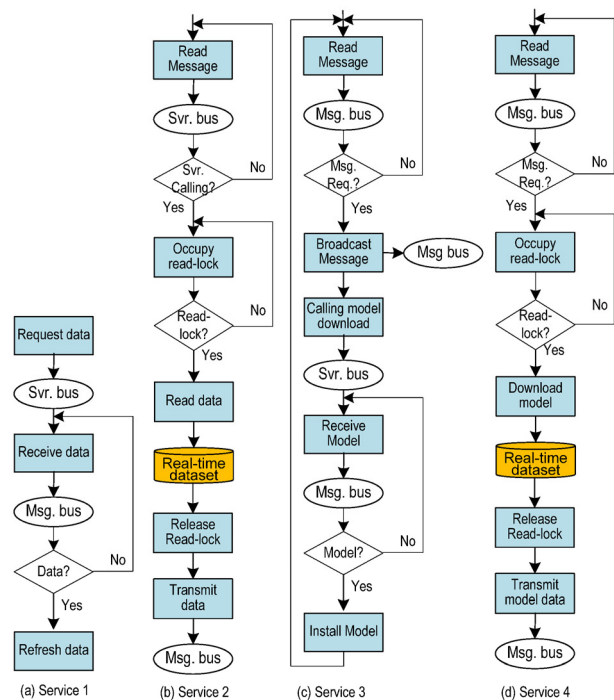 Request data
Svr. bus
Receive data
Msg. bus
Data?
No
Yes
Refresh data
(a) Service 1
Read
Message
Svr. bus
Svr.
Calling?
No
Yes
Occupy
read-lock
Read-
lock?
No
Yes
Read data
Real-time
dataset
Release
Read-lock
Transmit
data
Msg. bus
(b) Service 2
Read
Message
Msg. bus
Msg.
Req.?
No
Yes
Broadcast
Message
Msg bus
Calling model
download
Svr. bus
Receive
Model
Msg. bus
Model?
No
Yes
Install Model
(c) Service 3
Read
Message
Msg. bus
Msg.
Req.?
No
Yes
Occupy
read-lock
Read-
lock?
No
Yes
Download
model
Real-time
dataset
Release
Read-lock
Transmit
model data
Msg. bus
(d) Service 4